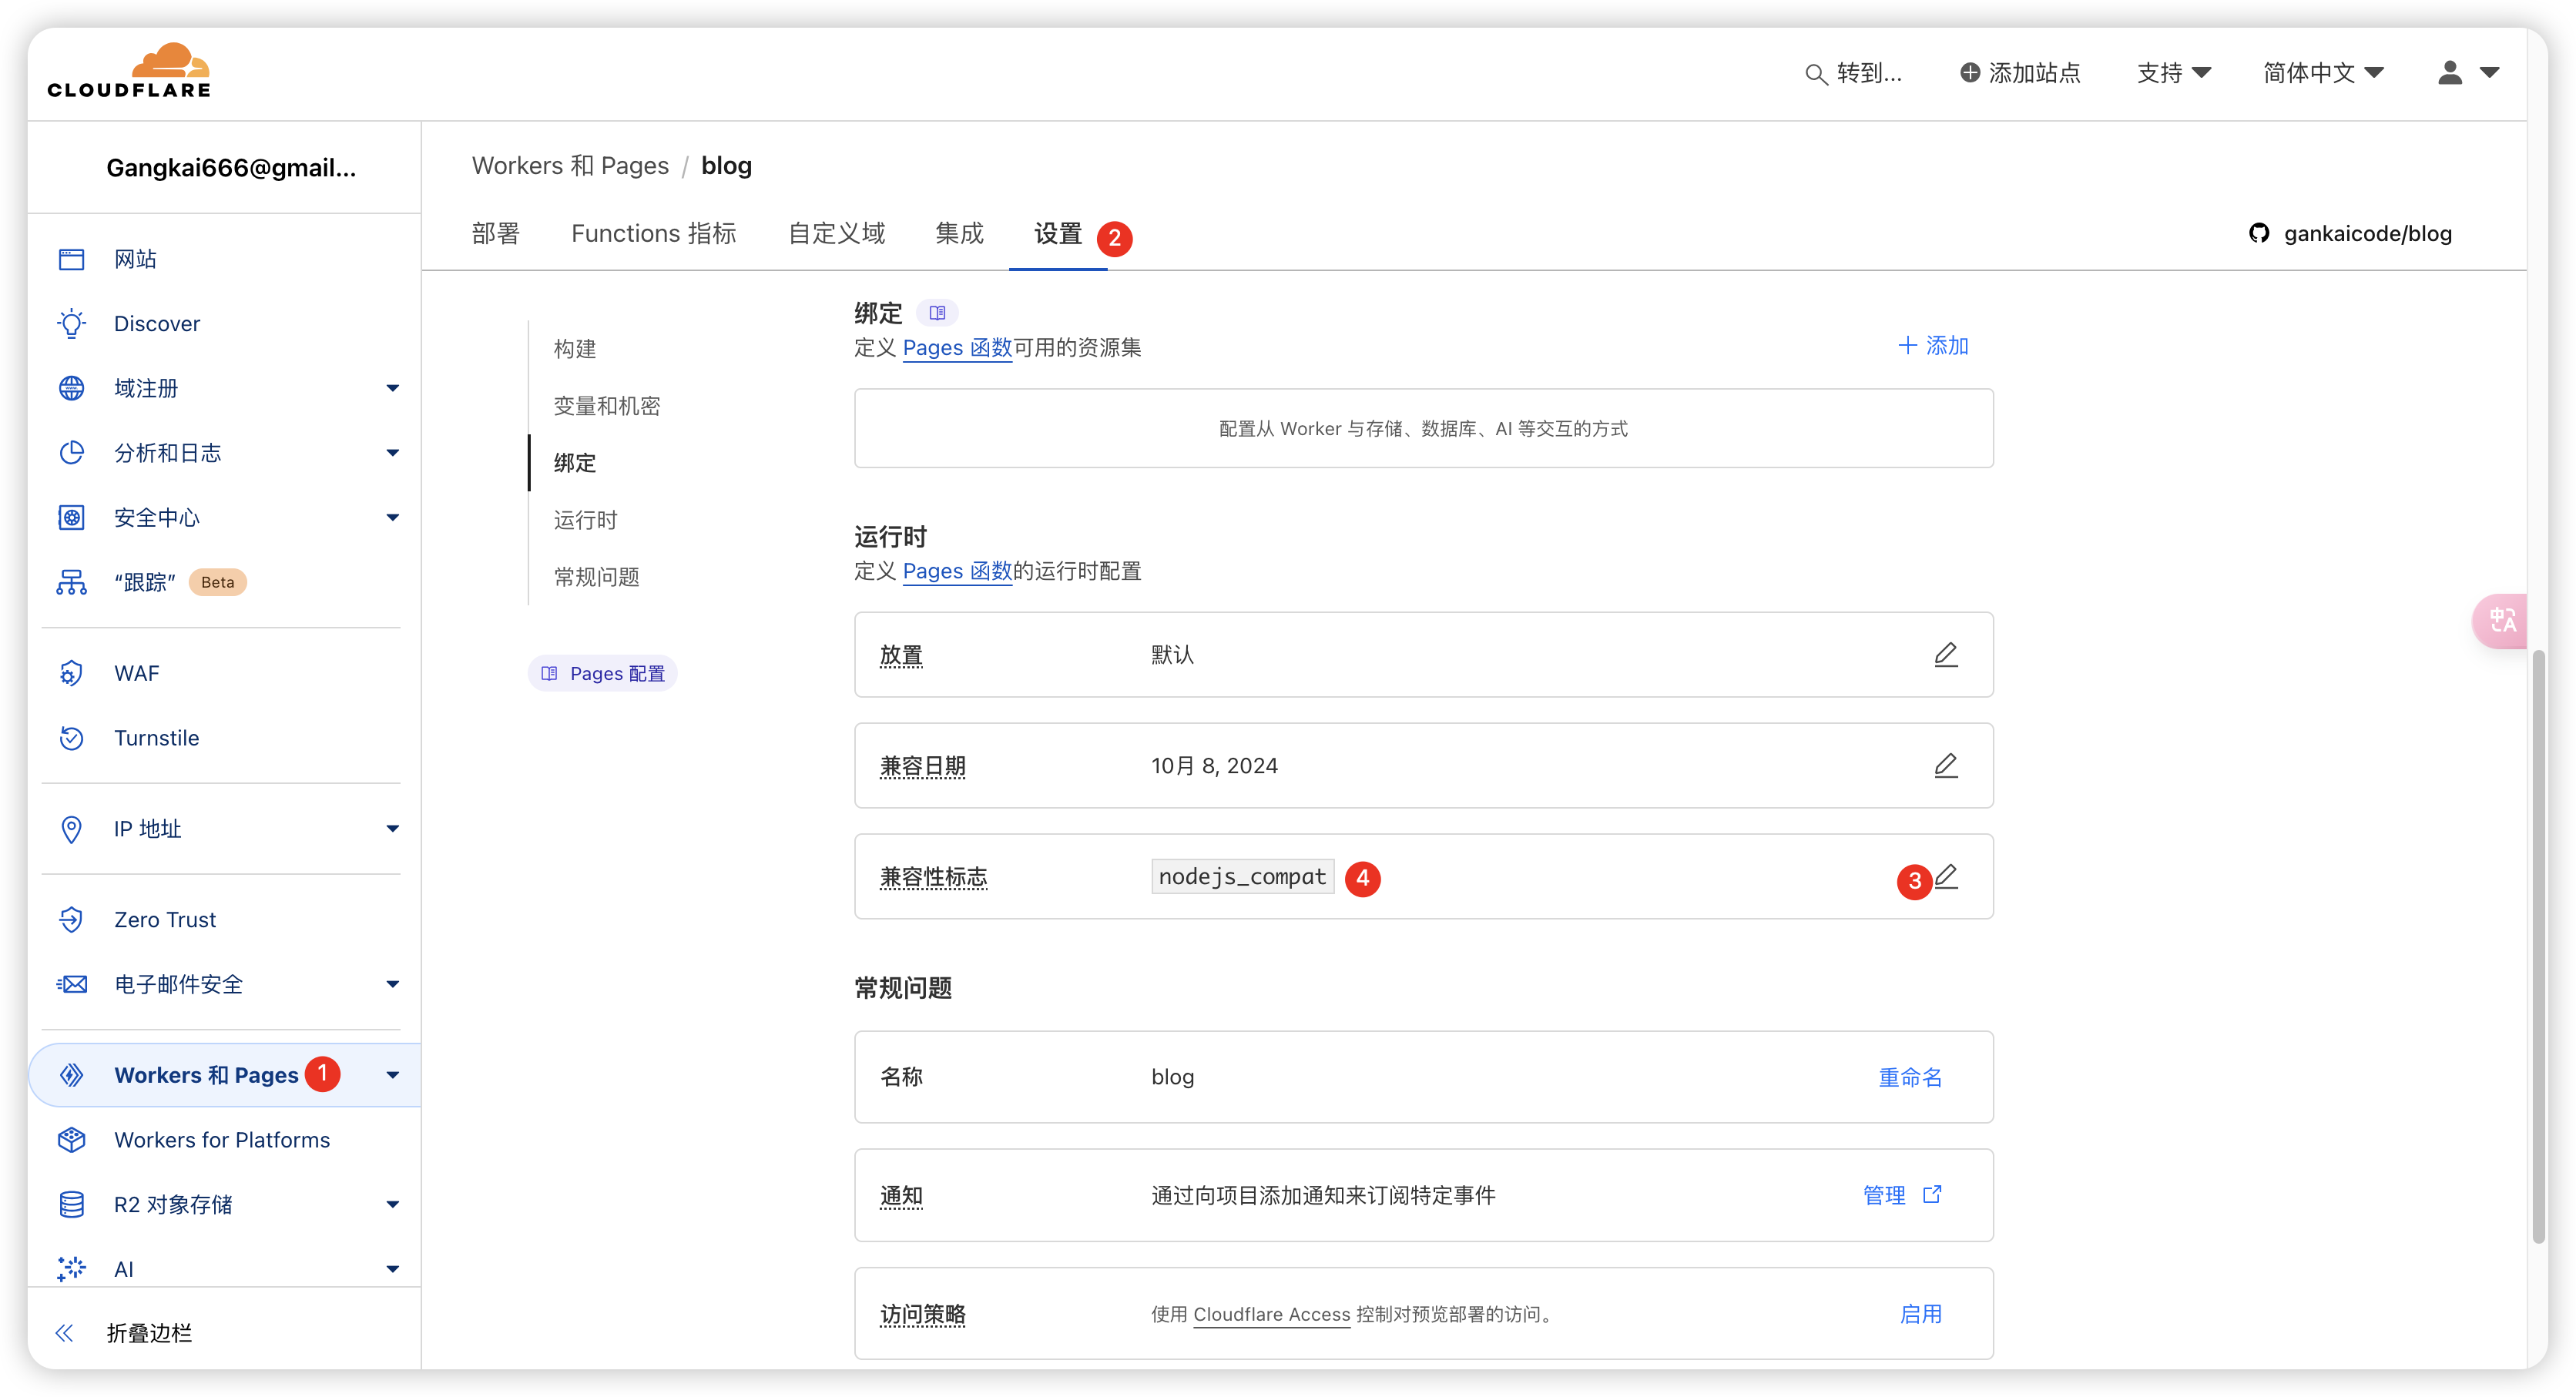 CLOUDFLARE
转到...
添加站点
支持
简体中文
Gangkai666@gmail...
网站
Discover
域注册
分析和日志
安全中心
“跟踪” Beta
WAF
Turnstile
IP 地址
Zero Trust
电子邮件安全
Workers 和 Pages 1
Workers for Platforms
R2 对象存储
AI
折叠边栏
Workers 和 Pages / blog
部署 Functions 指标 自定义域 集成 设置 2
gankaicode/blog
构建
变量和机密
绑定
运行时
常规问题
Pages 配置
绑定
定义 Pages 函数可用的资源集
添加
配置从 Worker 与存储、数据库、AI 等交互的方式
运行时
定义 Pages 函数的运行时配置
放置 默认
兼容日期 10月 8, 2024
兼容性标志 nodejs_compat 4 3
常规问题
名称 blog 重命名
通知 通过向项目添加通知来订阅特定事件 管理
访问策略 使用 Cloudflare Access 控制对预览部署的访问。 启用
中 A